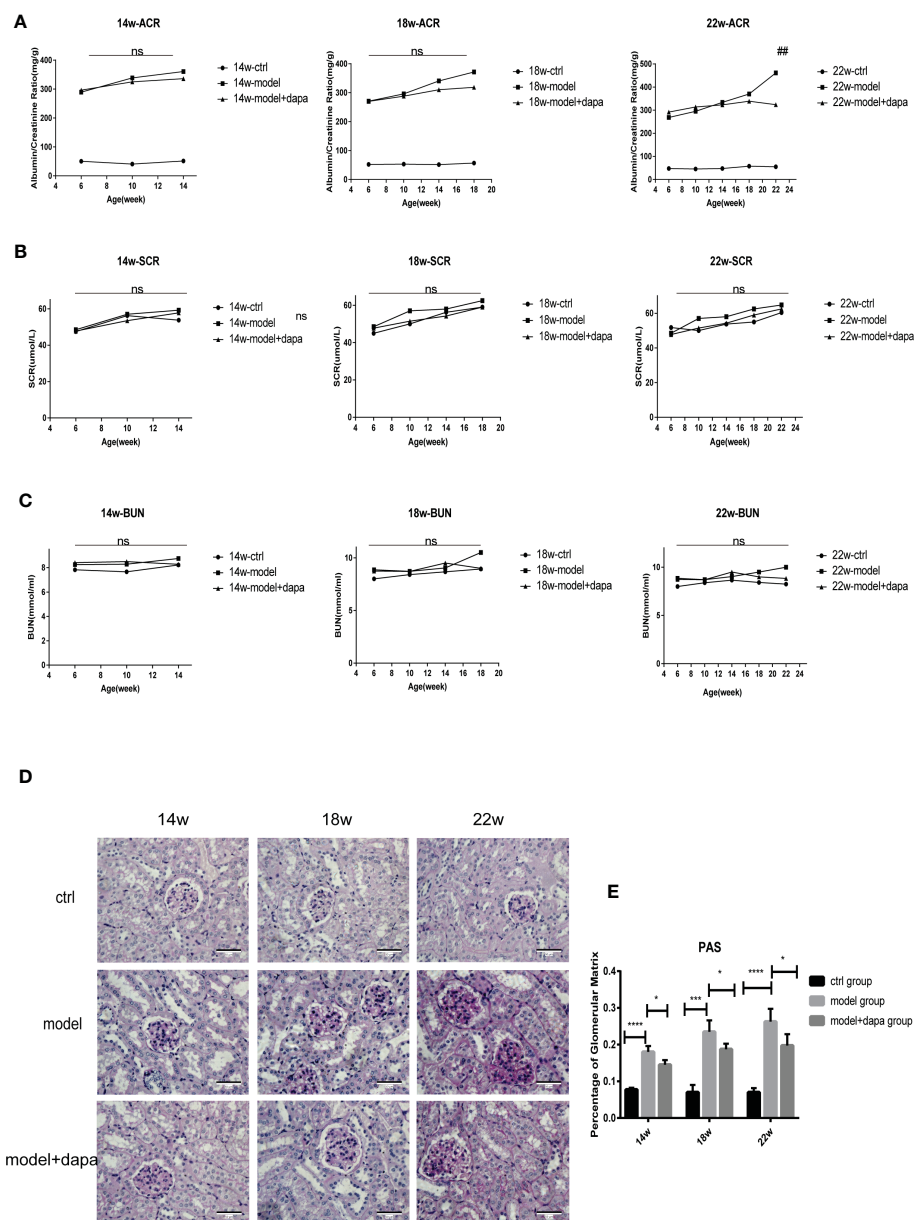 A
14w-ACR
18w-ACR
22w-ACR
Albumin/Creatinine Ratio(mg/g)
400
300
200
100
0
ns
14w-ctrl
14w-model
14w-model+dapa
4 6 8 10 12 14
Age(week)
Albumin/Creatinine Ratio(mg/g)
400
300
200
100
0
ns
18w-ctrl
18w-model
18w-model+dapa
4 6 8 10 12 14 16 18 20
Age(week)
Albumin/Creatinine Ratio(mg/g)
500
400
300
200
100
0
##
22w-ctrl
22w-model
22w-model+dapa
4 6 8 10 12 14 16 18 20 22 24
Age(week)
B
14w-SCR
18w-SCR
22w-SCR
SCR(umol/L)
60
40
20
0
ns
14w-ctrl
14w-model
14w-model+dapa
ns
4 6 8 10 12 14
Age(week)
SCR(umol/L)
60
40
20
0
ns
18w-ctrl
18w-model
18w-model+dapa
4 6 8 10 12 14 16 18 20
Age(week)
SCR(umol/L)
60
40
20
0
ns
22w-ctrl
22w-model
22w-model+dapa
4 6 8 10 12 14 16 18 20 22 24
Age(week)
C
14w-BUN
18w-BUN
22w-BUN
BUN(mmol/ml)
8
6
4
2
0
ns
14w-ctrl
14w-model
14w-model+dapa
4 6 8 10 12 14
Age(week)
BUN(mmol/ml)
10
5
0
ns
18w-ctrl
18w-model
18w-model+dapa
4 6 8 10 12 14 16 18 20
Age(week)
BUN(mmol/ml)
10
5
0
ns
22w-ctrl
22w-model
22w-model+dapa
4 6 8 10 12 14 16 18 20 22 24
Age(week)
D
14w 18w 22w
ctrl
model
model+dapa
E
PAS
Percentage of Glomerular Matrix
0.4
0.3
0.2
0.1
0.0
**** *
*** *
**** *
14w 18w 22w
ctrl group
model group
model+dapa group